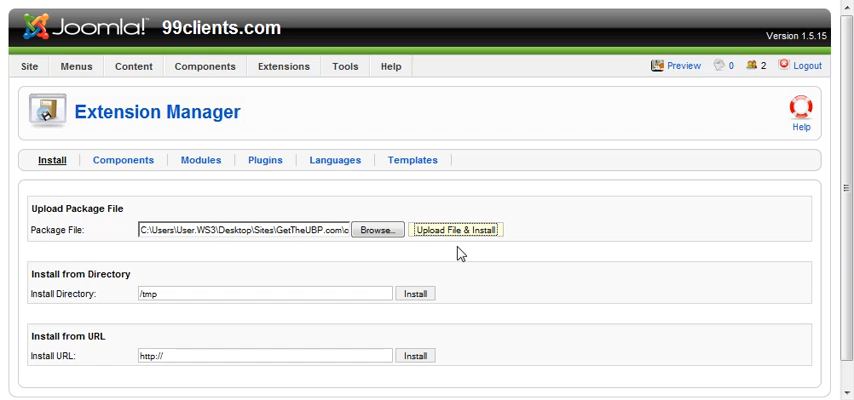 Joomla!™ 99clients.com
Version 1.5.15
Site Menus Content Components Extensions Tools Help Preview 0 2 Logout
Extension Manager
Help
Install Components Modules Plugins Languages Templates
Upload Package File
Package File: C:\Users\User.WS3\Desktop\Sites\GetTheUBP.com\c Browse... Upload File & Install
Install from Directory
Install Directory: /tmp Install
Install from URL
Install URL: http:// Install